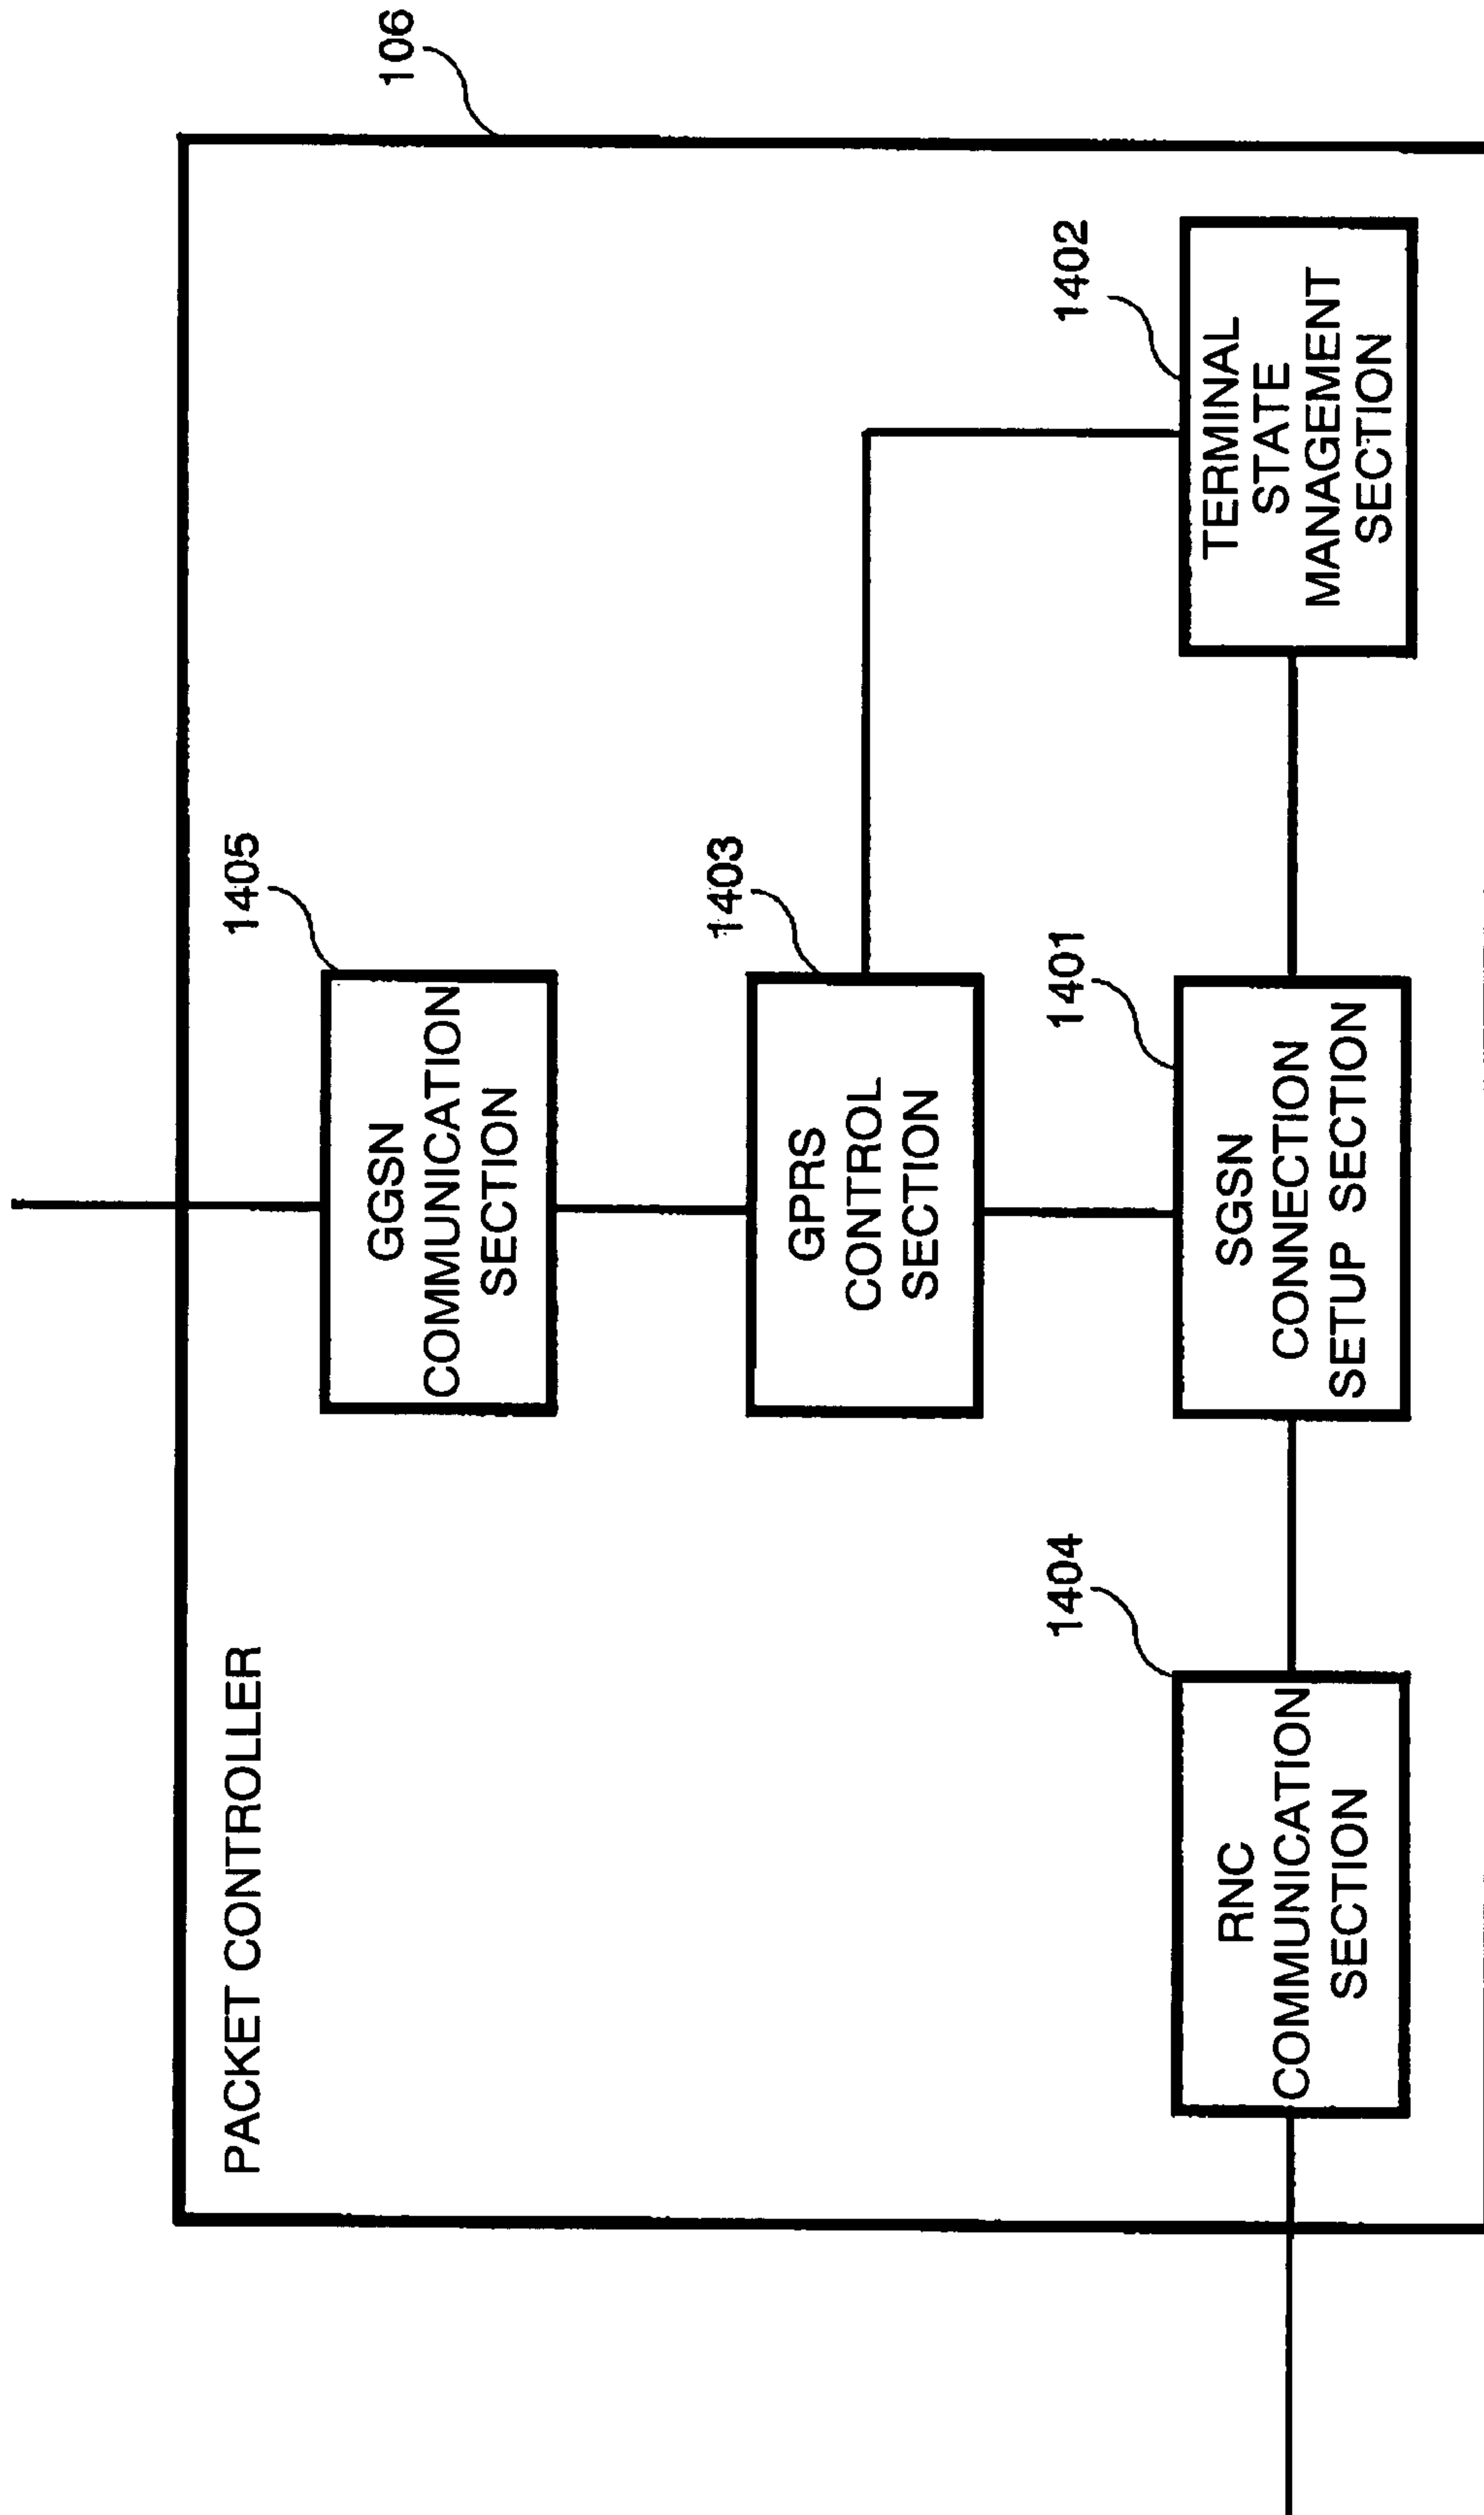 106
PACKET CONTROLLER
1405
GGSN
COMMUNICATION
SECTION
1403
GPRS
CONTROL
SECTION
1404
RNC
COMMUNICATION
SECTION
1401
SGSN
CONNECTION
SETUP SECTION
1402
TERMINAL
STATE
MANAGEMENT
SECTION